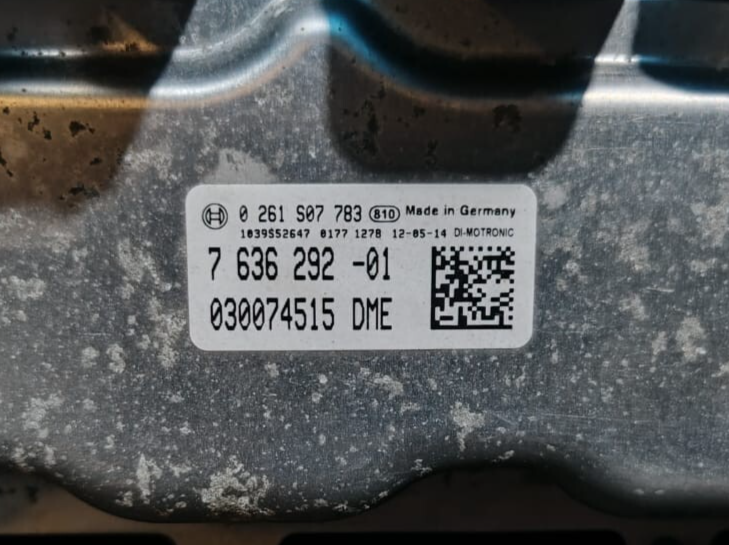 0 261 S07 783 810 Made in Germany
1039S52647 0177 1278 12-05-14 DI-MOTRONIC
7 636 292 -01
030074515 DME